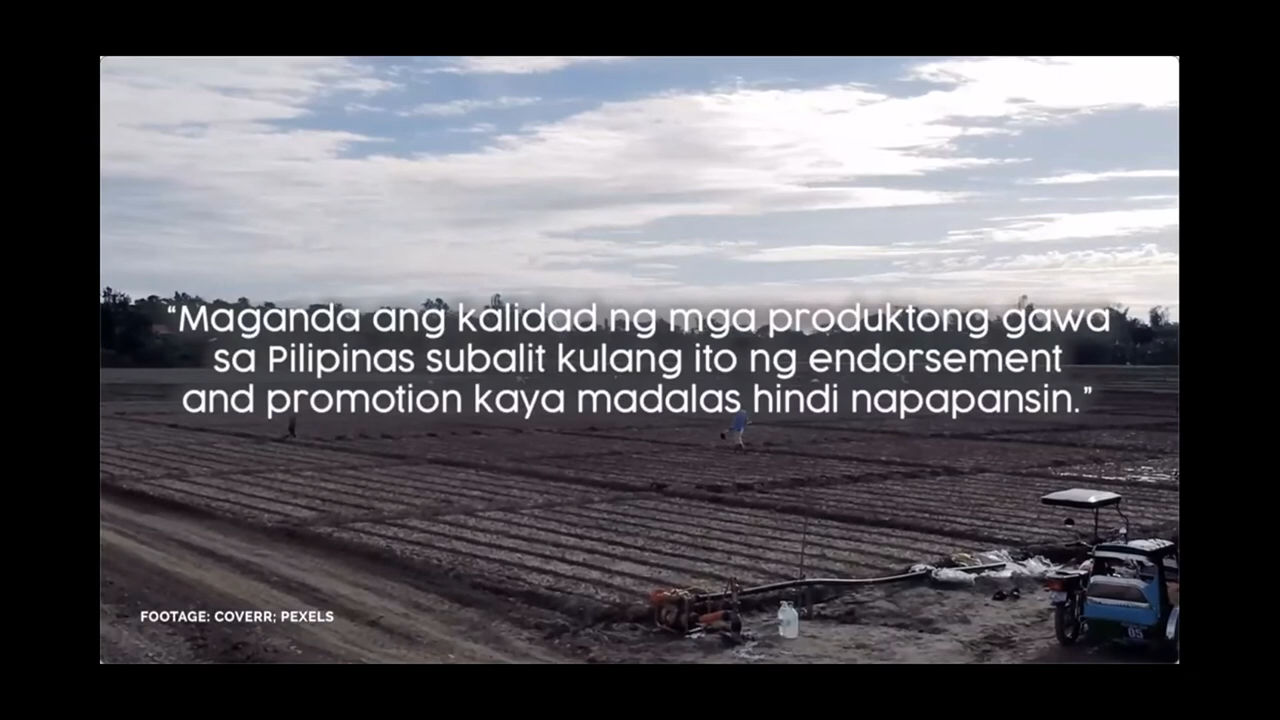 “Maganda ang kalidad ng mga produktong gawa
sa Pilipinas subalit kulang ito ng endorsement
and promotion kaya madalas hindi napapansin.”
FOOTAGE: COVERR; PEXELS
05